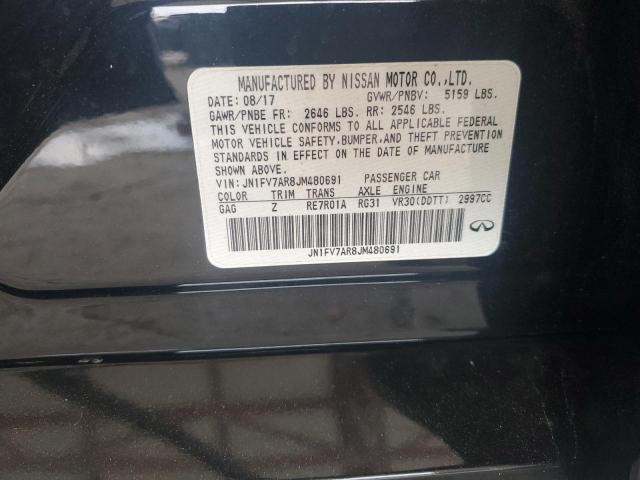 MANUFACTURED BY NISSAN MOTOR CO.,LTD.
DATE: 08/17 GVWR/PNBV: 5159 LBS.
GAWR/PNBE FR: 2646 LBS. RR: 2546 LBS.
THIS VEHICLE CONFORMS TO ALL APPLICABLE FEDERAL
MOTOR VEHICLE SAFETY,BUMPER,AND THEFT PREVENTION
STANDARDS IN EFFECT ON THE DATE OF MANUFACTURE
SHOWN ABOVE.
VIN: JN1FV7AR8JM480691 PASSENGER CAR
COLOR TRIM TRANS AXLE ENGINE
GAG Z RE7R01A RG31 VR30(DDTT) 2997CC
JN1FV7AR8JM480691